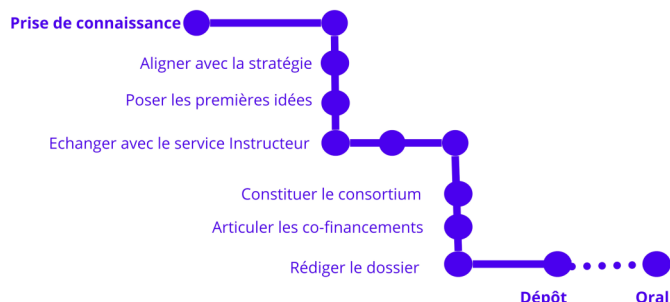 Prise de connaissance
Aligner avec la stratégie
Poser les premières idées
Echanger avec le service Instructeur
Constituer le consortium
Articuler les co-financements
Rédiger le dossier
Dépôt
Oral